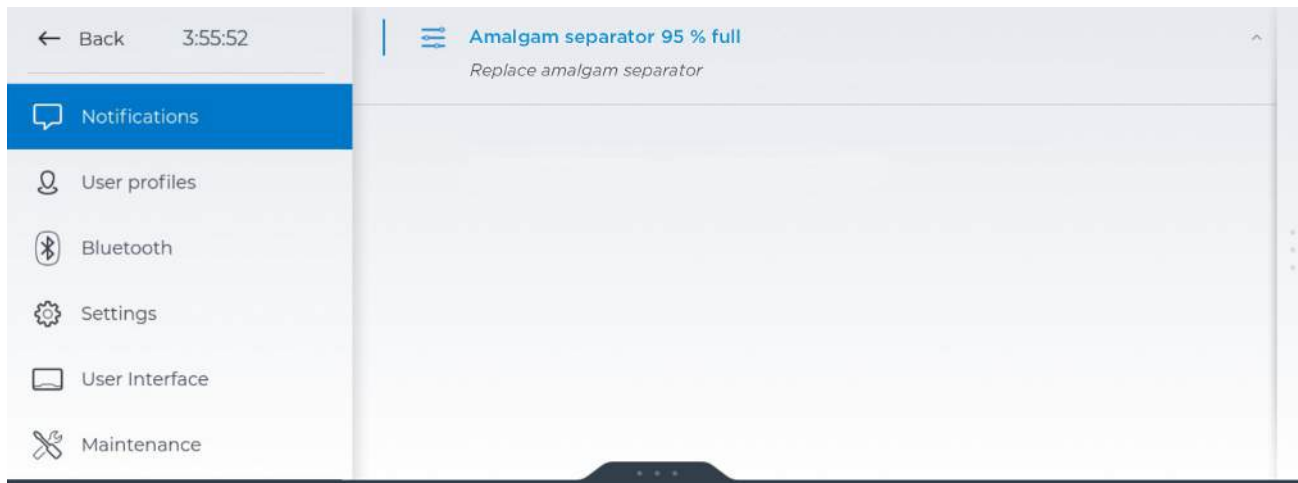 Back 3:55:52
Notifications
User profiles
Bluetooth
Settings
User Interface
Maintenance
Amalgam separator 95 % full
Replace amalgam separator